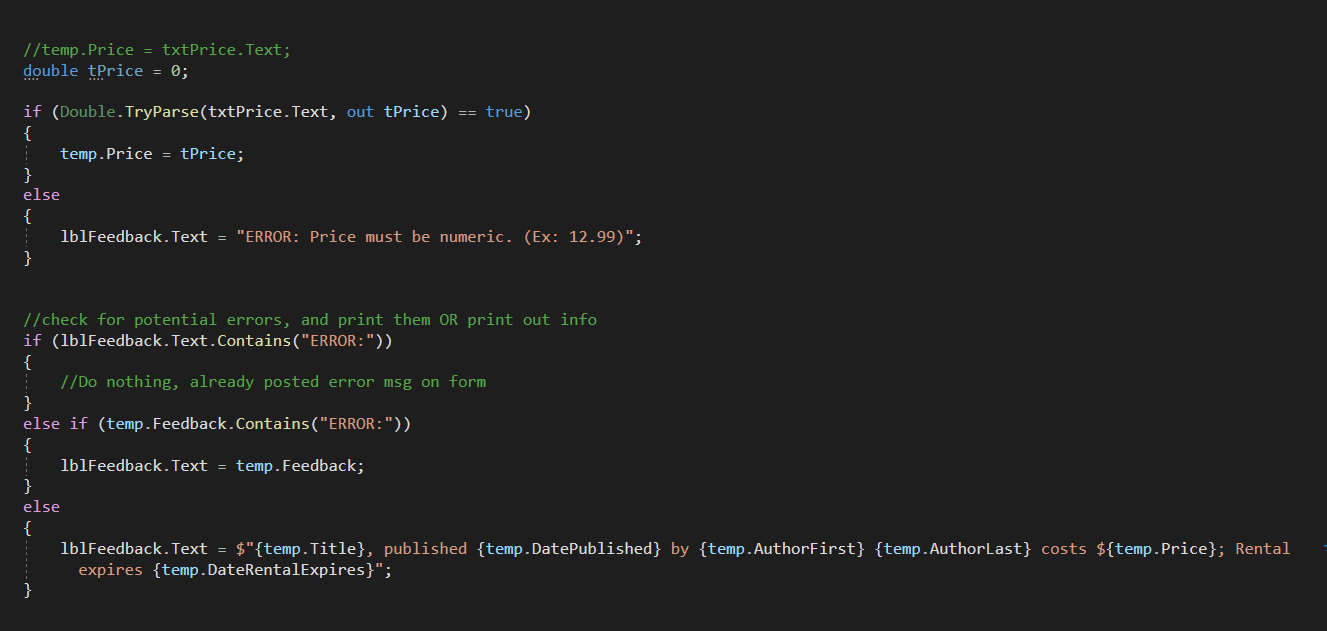 //temp.Price = txtPrice.Text;
double tPrice = 0;
if (Double.TryParse(txtPrice.Text, out tPrice) == true)
{
temp.Price = tPrice;
}
else
{
lblFeedback.Text = "ERROR: Price must be numeric. (Ex: 12.99)";
}
//check for potential errors, and print them OR print out info
if (lblFeedback.Text.Contains("ERROR:"))
{
//Do nothing, already posted error msg on form
}
else if (temp.Feedback.Contains("ERROR:"))
{
lblFeedback.Text = temp.Feedback;
}
else
{
lblFeedback.Text = $"{temp.Title}, published {temp.DatePublished} by {temp.AuthorFirst} {temp.AuthorLast} costs ${temp.Price}; Rental
expires {temp.DateRentalExpires}";
}